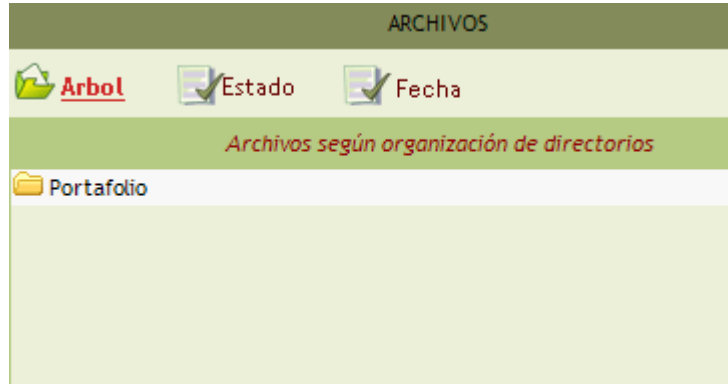 ARCHIVOS
Arbol Estado Fecha
Archivos según organización de directorios
Portafolio